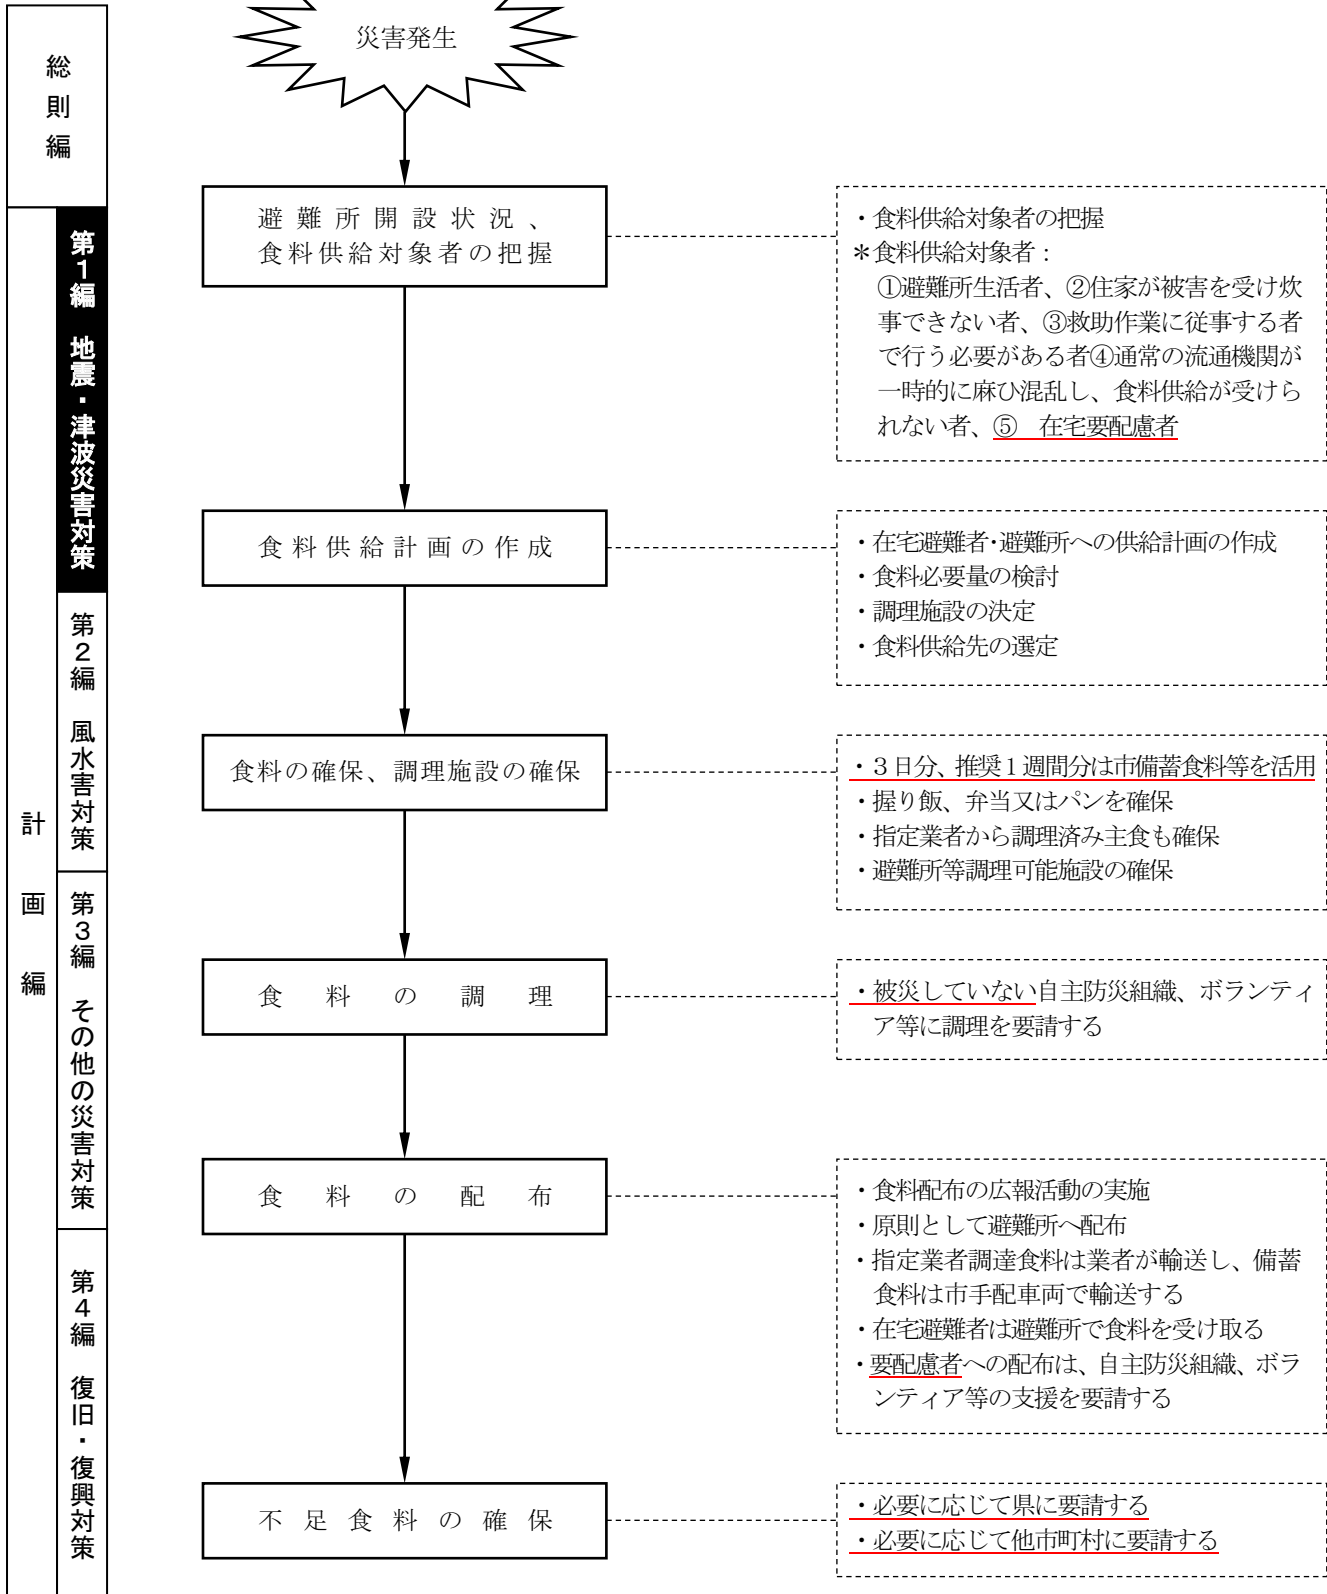 総則編
計画編
第1編 地震・津波災害対策
第2編 風水害対策
第3編 その他の災害対策
第4編 復旧・復興対策
災害発生
避難所開設状況、
食料供給対象者の把握
・食料供給対象者の把握
＊食料供給対象者：
①避難所生活者、②住家が被害を受け炊
事できない者、③救助作業に従事する者
で行う必要がある者④通常の流通機関が
一時的に麻ひ混乱し、食料供給が受けら
れない者、⑤　在宅要配慮者
食料供給計画の作成
・在宅避難者・避難所への供給計画の作成
・食料必要量の検討
・調理施設の決定
・食料供給先の選定
食料の確保、調理施設の確保
・３日分、推奨１週間分は市備蓄食料等を活用
・握り飯、弁当又はパンを確保
・指定業者から調理済み主食も確保
・避難所等調理可能施設の確保
食料の調理
・被災していない自主防災組織、ボランティ
ア等に調理を要請する
食料の配布
・食料配布の広報活動の実施
・原則として避難所へ配布
・指定業者調達食料は業者が輸送し、備蓄
食料は市手配車両で輸送する
・在宅避難者は避難所で食料を受け取る
・要配慮者への配布は、自主防災組織、ボラ
ンティア等の支援を要請する
不足食料の確保
・必要に応じて県に要請する
・必要に応じて他市町村に要請する